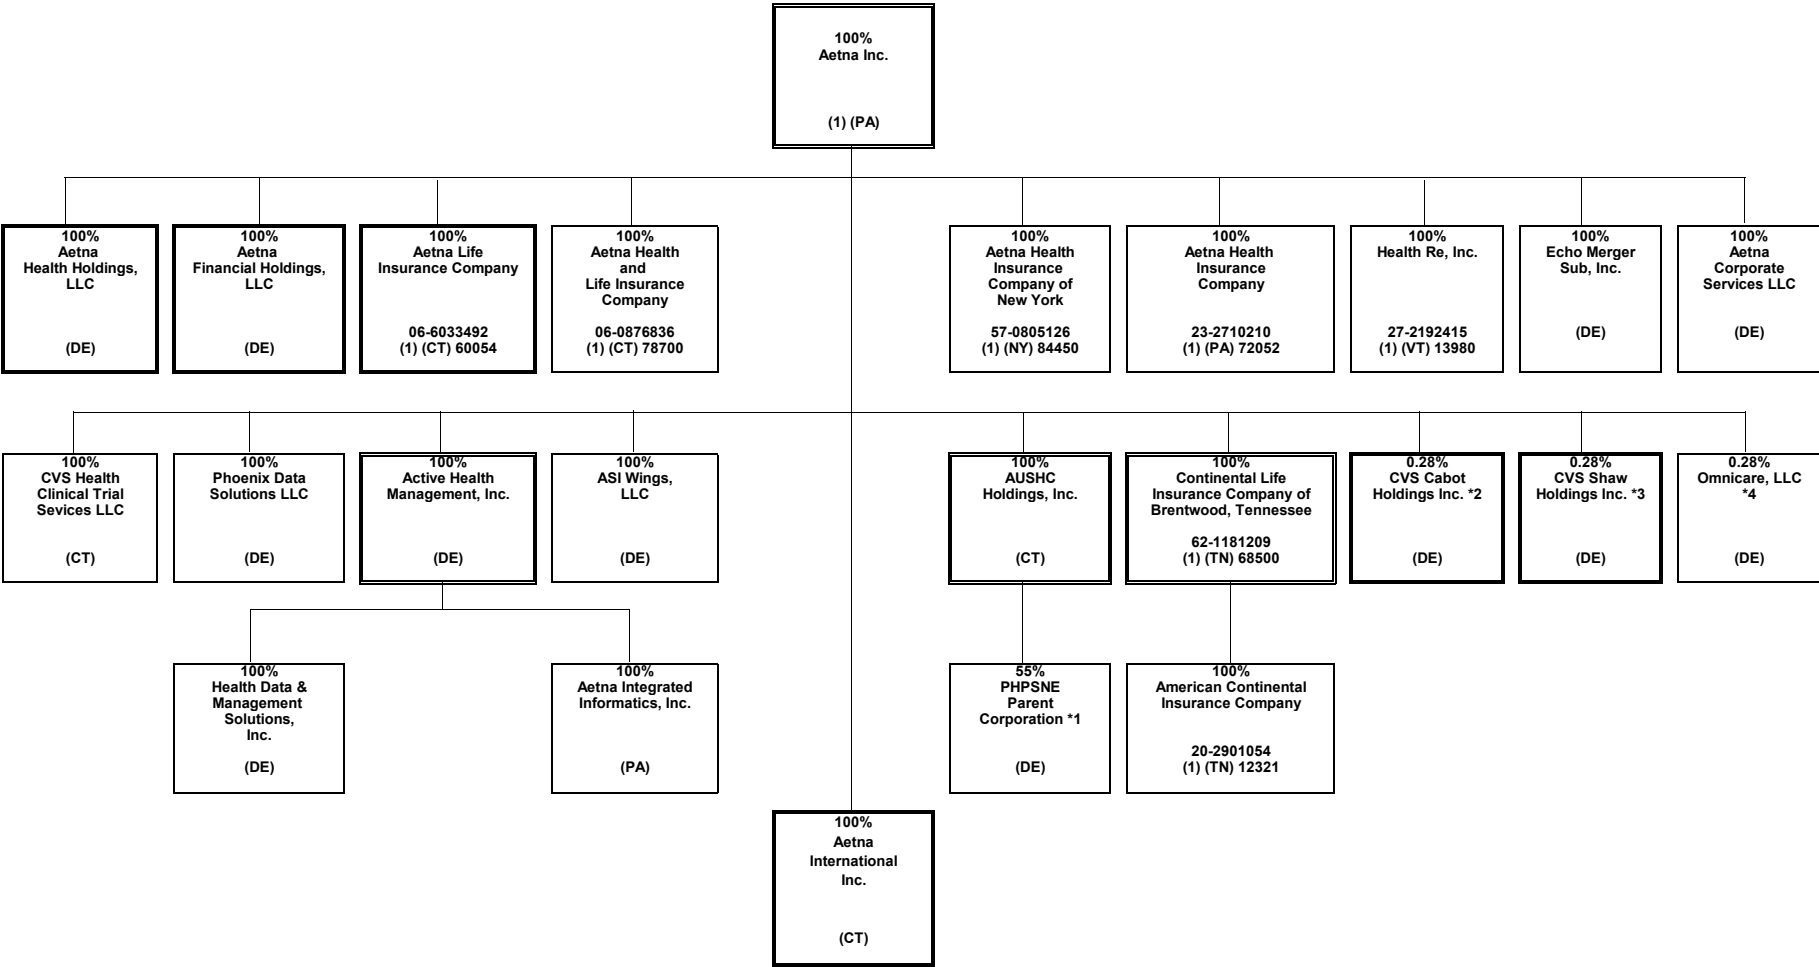 100%
Aetna Inc.
(1) (PA)
100%
Aetna
Health Holdings,
LLC
(DE)
100%
Aetna
Financial Holdings,
LLC
(DE)
100%
Aetna Life
Insurance Company
06-6033492
(1) (CT) 60054
100%
Aetna Health
and
Life Insurance
Company
06-0876836
(1) (CT) 78700
100%
Aetna Health
Insurance
Company of
New York
57-0805126
(1) (NY) 84450
100%
Aetna Health
Insurance
Company
23-2710210
(1) (PA) 72052
100%
Health Re, Inc.
27-2192415
(1) (VT) 13980
100%
Echo Merger
Sub, Inc.
(DE)
100%
Aetna
Corporate
Services LLC
(DE)
100%
CVS Health
Clinical Trial
Sevices LLC
(CT)
100%
Phoenix Data
Solutions LLC
(DE)
100%
Active Health
Management, Inc.
(DE)
100%
ASI Wings,
LLC
(DE)
100%
AUSHC
Holdings, Inc.
(CT)
100%
Continental Life
Insurance Company of
Brentwood, Tennessee
62-1181209
(1) (TN) 68500
0.28%
CVS Cabot
Holdings Inc. *2
(DE)
0.28%
CVS Shaw
Holdings Inc. *3
(DE)
0.28%
Omnicare, LLC
*4
(DE)
100%
Health Data &
Management
Solutions,
Inc.
(DE)
100%
Aetna Integrated
Informatics, Inc.
(PA)
55%
PHPSNE
Parent
Corporation *1
(DE)
100%
American Continental
Insurance Company
20-2901054
(1) (TN) 12321
100%
Aetna
International
Inc.
(CT)